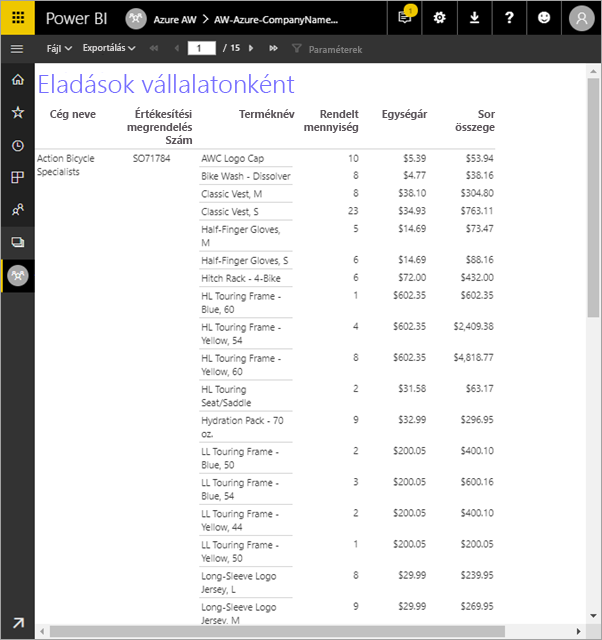 Power BI Azure AW > AW-Azure-CompanyName... 1 ?
Fájl Exportálás 1 / 15 Paraméterek
Eladások vállalatonként
Cég neve Értékesítési Terméknév Rendelt Egységár Sor
megrendelés mennyiség összege
Szám
Action Bicycle SO71784 AWC Logo Cap 10 $5.39 $53.94
Specialists Bike Wash - Dissolver 8 $4.77 $38.16
Classic Vest, M 8 $38.10 $304.80
Classic Vest, S 23 $34.93 $763.11
Half-Finger Gloves, 5 $14.69 $73.47
M
Half-Finger Gloves, S 6 $14.69 $88.16
Hitch Rack - 4-Bike 6 $72.00 $432.00
HL Touring Frame - 1 $602.35 $602.35
Blue, 60
HL Touring Frame - 4 $602.35 $2,409.38
Yellow, 54
HL Touring Frame - 8 $602.35 $4,818.77
Yellow, 60
HL Touring 2 $31.58 $63.17
Seat/Saddle
Hydration Pack - 70 9 $32.99 $296.95
oz.
LL Touring Frame - 2 $200.05 $400.10
Blue, 50
LL Touring Frame - 3 $200.05 $600.16
Blue, 54
LL Touring Frame - 2 $200.05 $400.10
Yellow, 44
LL Touring Frame - 1 $200.05 $200.05
Yellow, 50
Long-Sleeve Logo 8 $29.99 $239.95
Jersey, L
Long-Sleeve Logo 9 $29.99 $269.95
Jersey, M